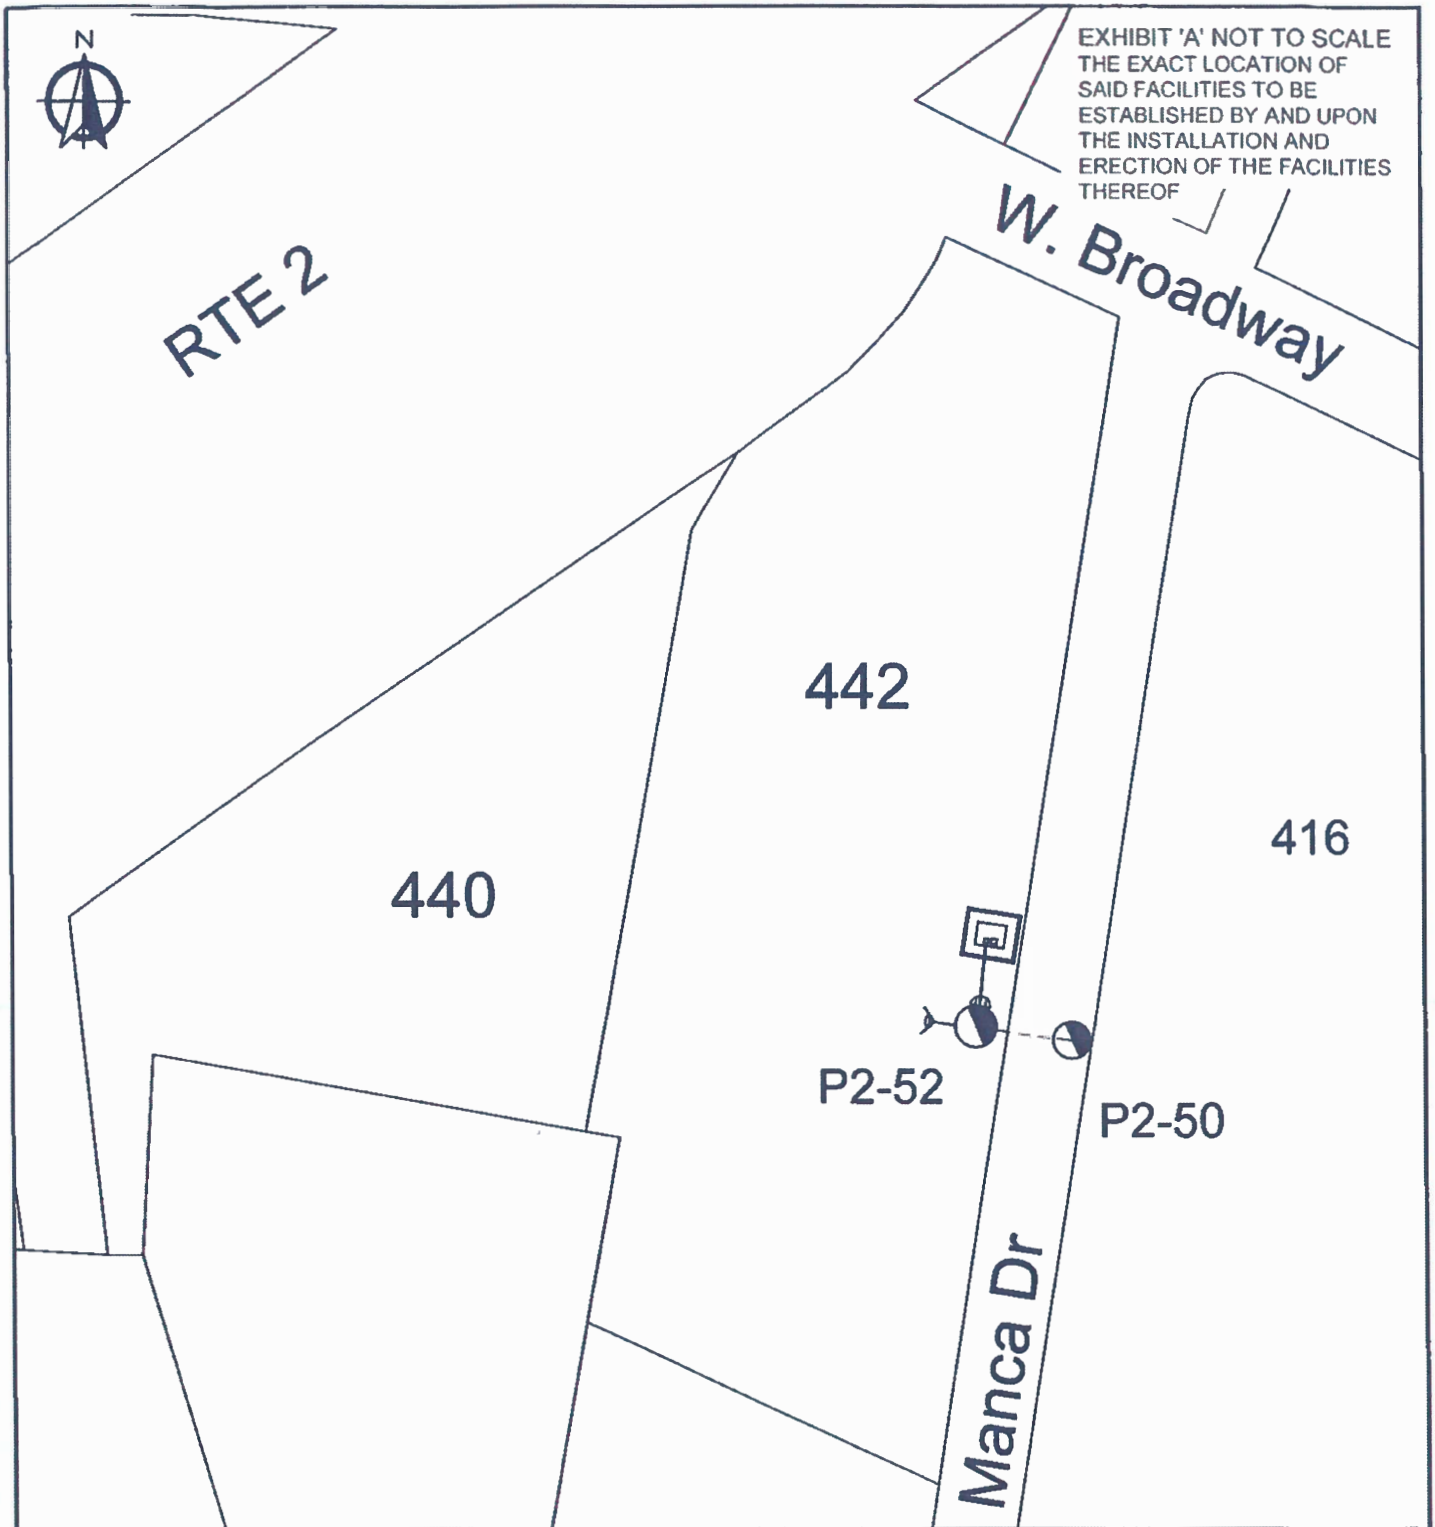 N
EXHIBIT 'A' NOT TO SCALE
THE EXACT LOCATION OF
SAID FACILITIES TO BE
ESTABLISHED BY AND UPON
THE INSTALLATION AND
ERECTION OF THE FACILITIES
THEREOF
W. Broadway
RTE 2
442
416
440
P2-52
P2-50
Manca Dr